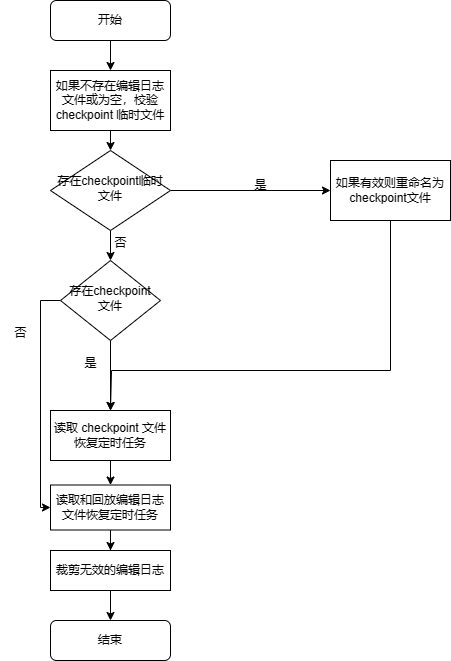 开始
如果不存在编辑日志
文件或为空，校验
checkpoint 临时文件
存在checkpoint临时
文件
是
如果有效则重命名为
checkpoint文件
否
存在checkpoint
文件
否
是
读取 checkpoint 文件
恢复定时任务
读取和回放编辑日志
文件恢复定时任务
裁剪无效的编辑日志
结束